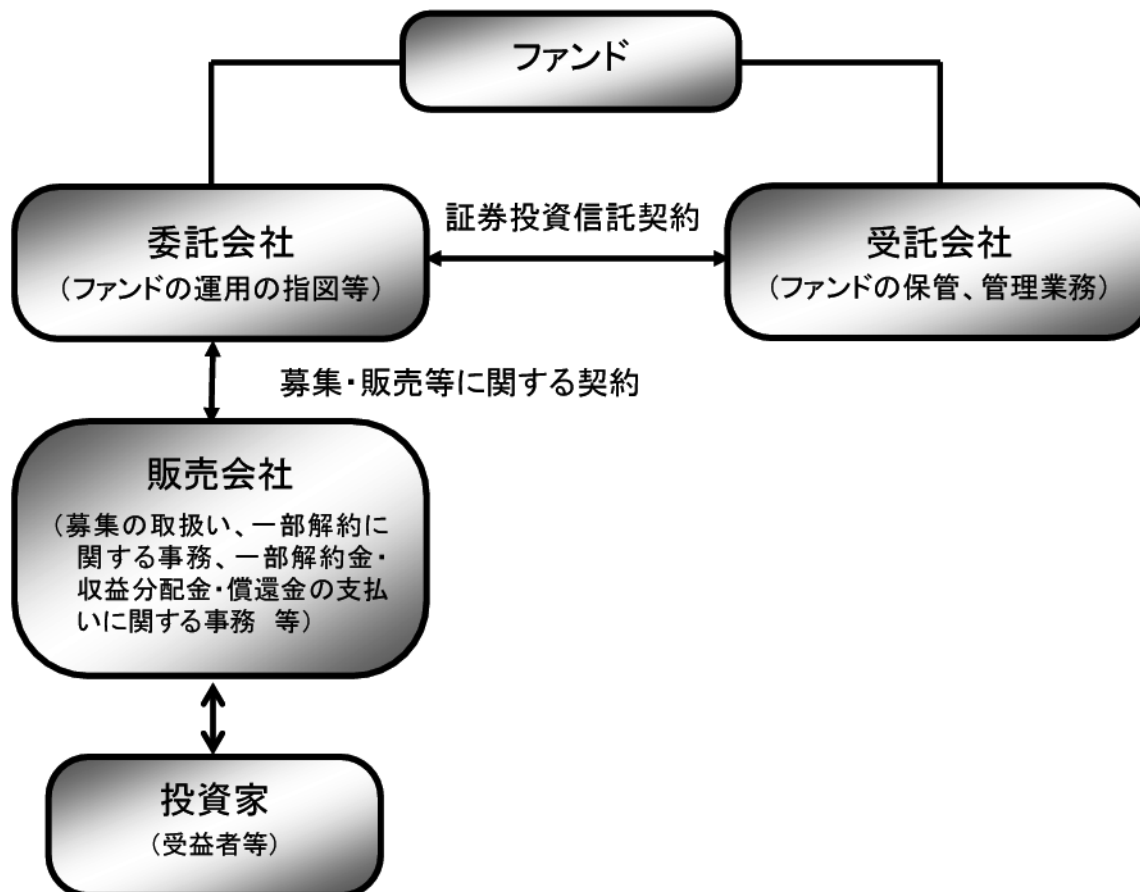 ファンド
委託会社
（ファンドの運用の指図等）
証券投資信託契約
受託会社
（ファンドの保管、管理業務）
募集・販売等に関する契約
販売会社
（募集の取扱い、一部解約に
関する事務、一部解約金・
収益分配金・償還金の支払
いに関する事務　等）
投資家
（受益者等）